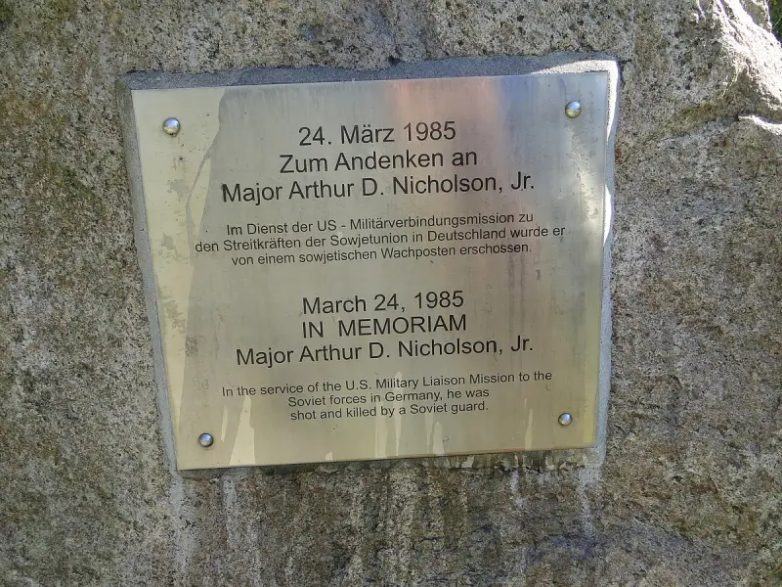 24. März 1985
Zum Andenken an
Major Arthur D. Nicholson, Jr.
Im Dienst der US - Militärverbindungsmission zu
den Streitkräften der Sowjetunion in Deutschland wurde er
von einem sowjetischen Wachposten erschossen.
March 24, 1985
IN MEMORIAM
Major Arthur D. Nicholson, Jr.
In the service of the U.S. Military Liaison Mission to the
Soviet forces in Germany, he was
shot and killed by a Soviet guard.